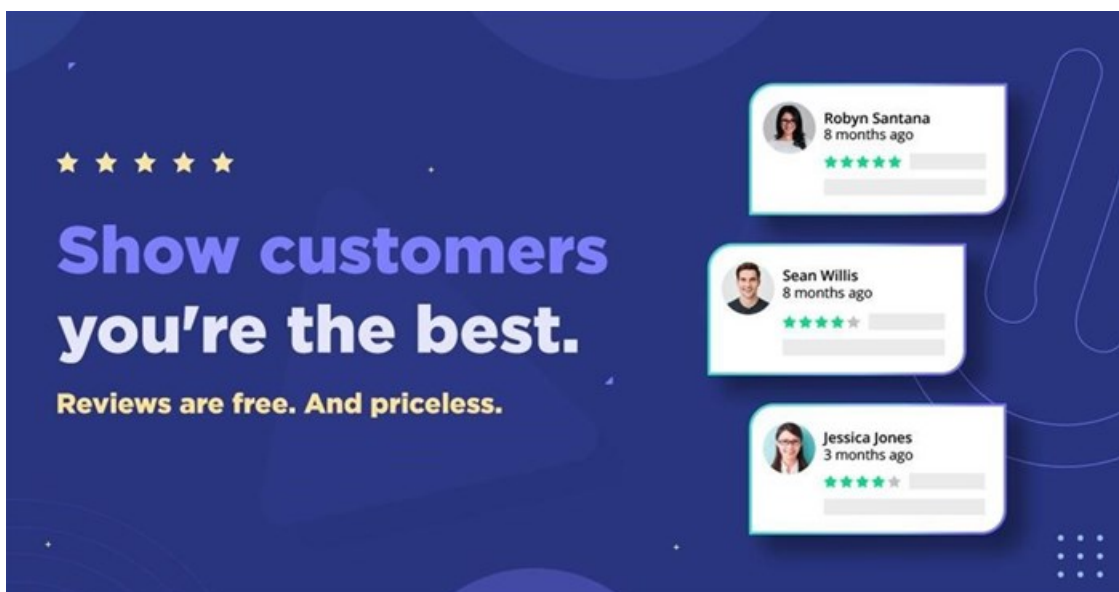 Show customers
you're the best.
Reviews are free. And priceless.
Robyn Santana
8 months ago
Sean Willis
8 months ago
Jessica Jones
3 months ago